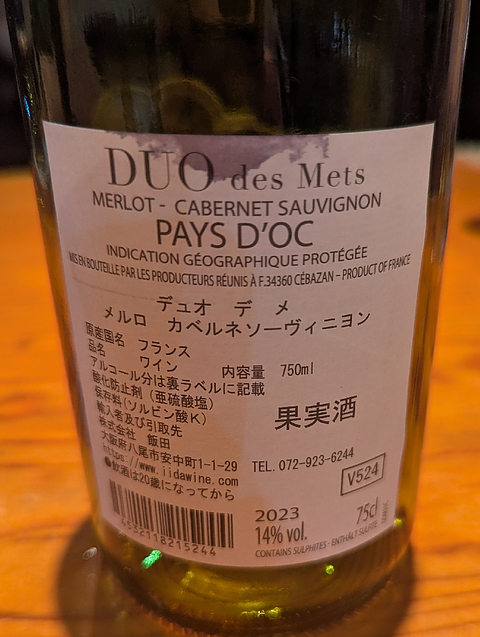 DUO des Mets
MERLOT - CABERNET SAUVIGNON
PAYS D'OC
INDICATION GÉOGRAPHIQUE PROTÉGÉE
MIS EN BOUTEILLE PAR LES PRODUCTEURS RÉUNIS À F.34360 CÉBAZAN – PRODUCT OF FRANCE
デュオ デ メ
メルロ カベルネソーヴィニヨン
原産国名 フランス
品名 ワイン 内容量 750ml
アルコール分は裏ラベルに記載
酸化防止剤(亜硫酸塩)
保存料(ソルビン酸K) 果実酒
輸入者及び引取先
株式会社 飯田
大阪府八尾市安中町1-1-29 TEL.072-923-6244
https://www.iidawine.com
●飲酒は20歳になってから V524
4532118215244
2023 75cl
14% vol.
CONTAINS SULPHITES - ENTHÄLT SULFITE